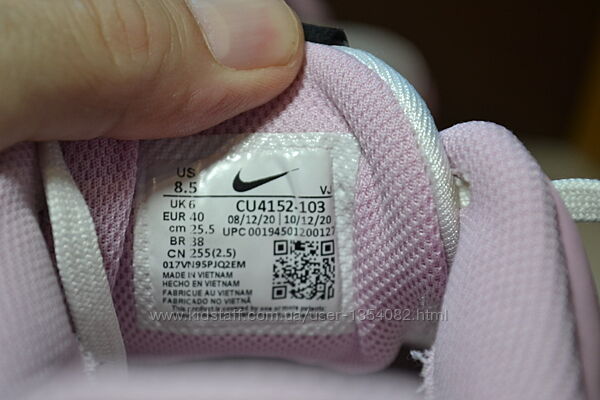 US
8.5 VJ
UK 6 CU4152-103
EUR 40 08/12/20 | 10/12/20
cm 25.5 UPC 00194501200127
BR 38
CN 255(2.5)
017VN95PJQ2EM
MADE IN VIETNAM
HECHO EN VIETNAM
FABRIQUE AU VIETNAM
FABRICADO NO VIETNÃ
www.kidstaff.com.ua/user-1354082.html